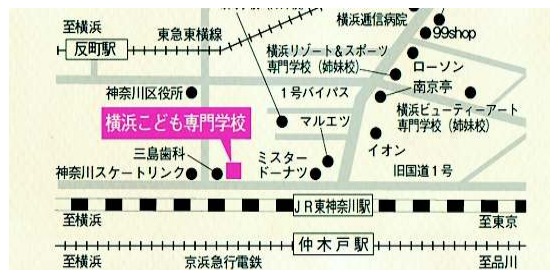 横浜逓信病院
至横浜
東急東横線
99shop
反町駅
横浜リゾート＆スポーツ
専門学校（姉妹校）
ローソン
神奈川区役所
1号バイパス
南京亭
横浜ビューティーアート
専門学校（姉妹校）
横浜こども専門学校
マルエツ
イオン
三島歯科
ミスター
ドーナツ
神奈川スケートリンク
旧国道1号
JR東神奈川駅
至横浜
至東京
仲木戸駅
至横浜
京浜急行電鉄
至品川